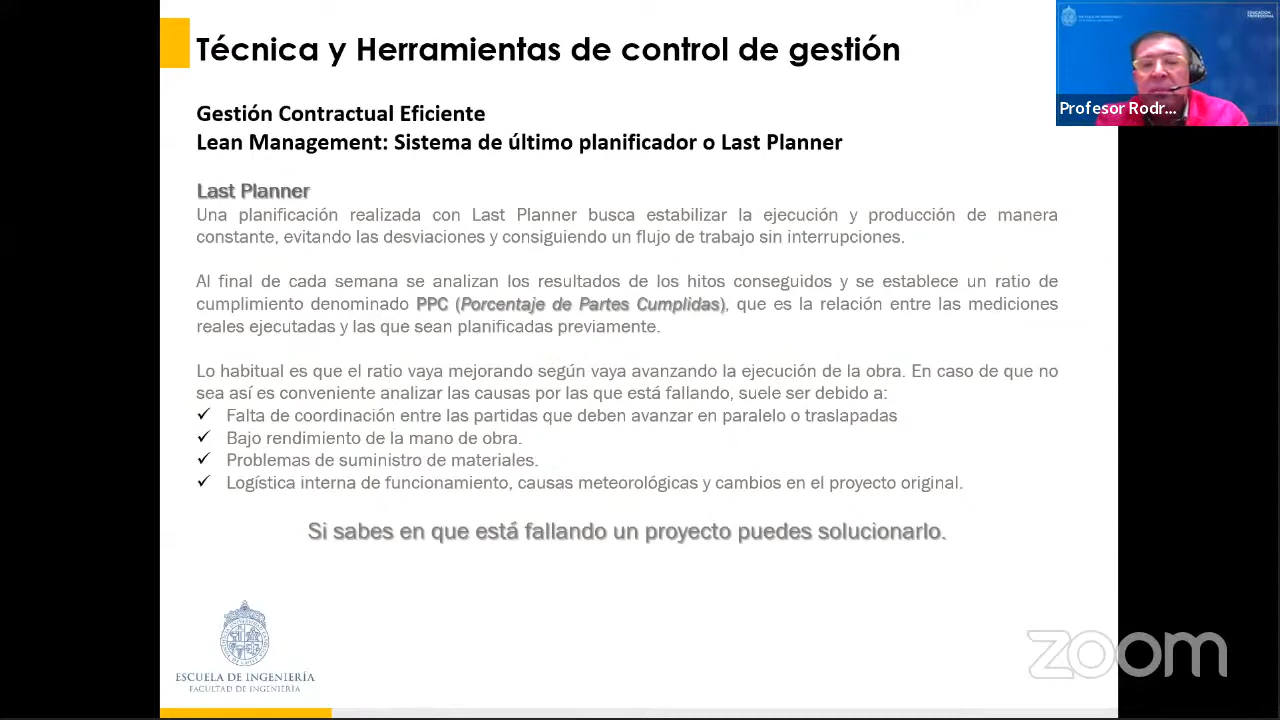 Técnica y Herramientas de control de gestión
Gestión Contractual Eficiente
Lean Management: Sistema de último planificador o Last Planner
Last Planner
Una planificación realizada con Last Planner busca estabilizar la ejecución y producción de manera
constante, evitando las desviaciones y consiguiendo un flujo de trabajo sin interrupciones.
Al final de cada semana se analizan los resultados de los hitos conseguidos y se establece un ratio de
cumplimiento denominado PPC (Porcentaje de Partes Cumplidas), que es la relación entre las mediciones
reales ejecutadas y las que sean planificadas previamente.
Lo habitual es que el ratio vaya mejorando según vaya avanzando la ejecución de la obra. En caso de que no
sea así es conveniente analizar las causas por las que está fallando, suele ser debido a:
✓ Falta de coordinación entre las partidas que deben avanzar en paralelo o traslapadas
✓ Bajo rendimiento de la mano de obra.
✓ Problemas de suministro de materiales.
✓ Logística interna de funcionamiento, causas meteorológicas y cambios en el proyecto original.
Si sabes en que está fallando un proyecto puedes solucionarlo.
ESCUELA DE INGENIERÍA
FACULTAD DE INGENIERÍA
Profesor Rodr...
zoom